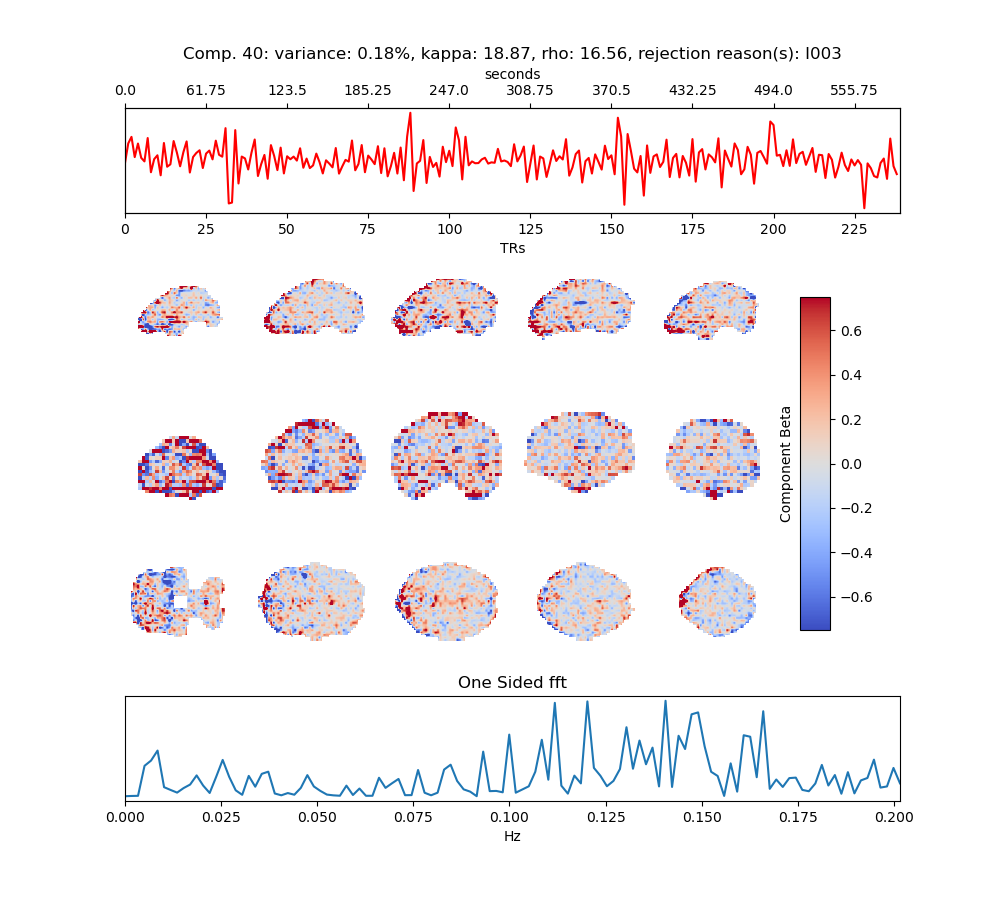 Comp. 40: variance: 0.18%, kappa: 18.87, rho: 16.56, rejection reason(s): I003
seconds
0.0 61.75 123.5 185.25 247.0 308.75 370.5 432.25 494.0 555.75
0 25 50 75 100 125 150 175 200 225
TRs
0.6
0.4
0.2
0.0
−0.2
−0.4
−0.6
Component Beta
One Sided fft
0.000 0.025 0.050 0.075 0.100 0.125 0.150 0.175 0.200
Hz